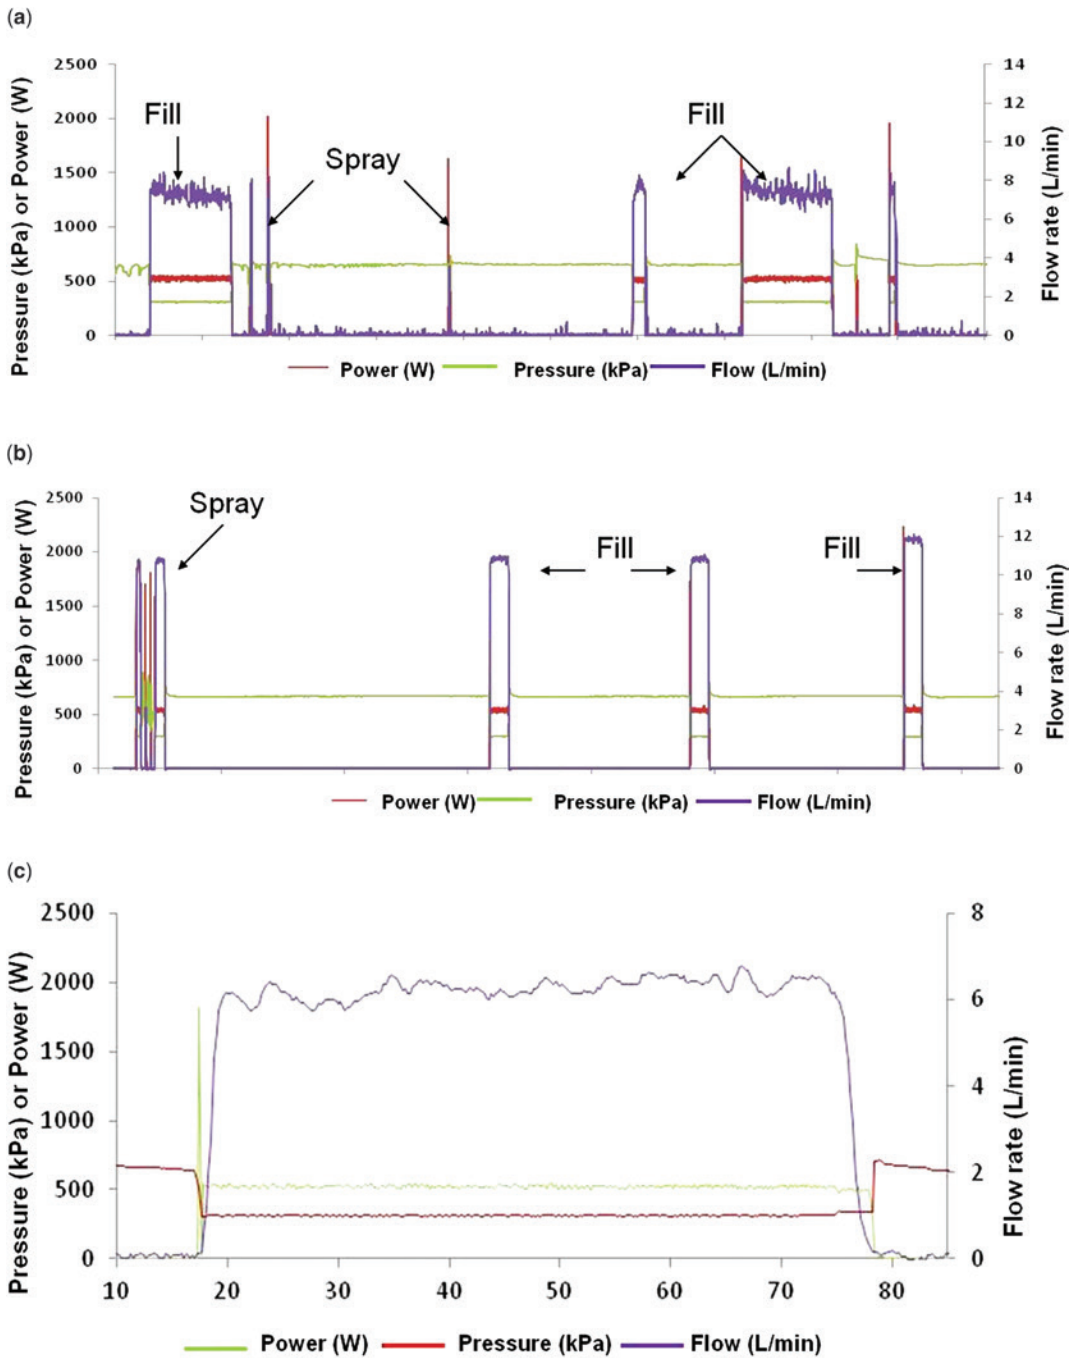 (a)
Pressure (kPa) or Power (W)
2500
2000
1500
1000
500
0
Fill
Spray
Fill
14
12
10
8
6
4
2
0
Flow rate (L/min)
Power (W) Pressure (kPa) Flow (L/min)
(b)
Pressure (kPa) or Power (W)
2500
2000
1500
1000
500
0
Spray
Fill
Fill
14
12
10
8
6
4
2
0
Flow rate (L/min)
Power (W) Pressure (kPa) Flow (L/min)
(c)
Pressure (kPa) or Power (W)
2500
2000
1500
1000
500
0
8
6
4
2
0
Flow rate (L/min)
10 20 30 40 50 60 70 80
Power (W) Pressure (kPa) Flow (L/min)